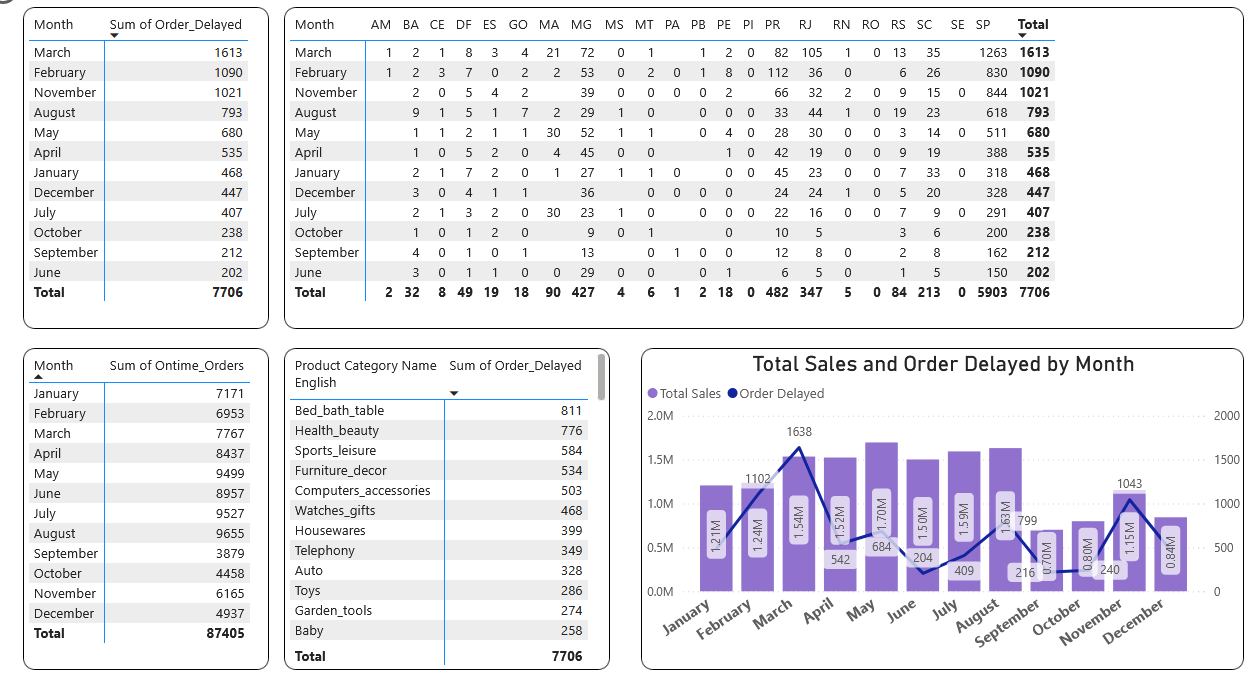 Month Sum of Order_Delayed
March 1613
February 1090
November 1021
August 793
May 680
April 535
January 468
December 447
July 407
October 238
September 212
June 202
Total 7706
Month AM BA CE DF ES GO MA MG MS MT PA PB PE PI PR RJ RN RO RS SC SE SP Total
March 1 2 1 8 3 4 21 72 0 1 1 2 0 82 105 1 0 13 35 1263 1613
February 1 2 3 7 0 2 2 53 0 2 0 1 8 0 112 36 0 6 26 830 1090
November 2 0 5 4 2 39 0 0 0 0 2 66 32 2 0 9 15 0 844 1021
August 9 1 5 1 7 2 29 1 0 0 0 0 33 44 1 0 19 23 618 793
May 1 1 2 1 1 30 52 1 1 0 4 0 28 30 0 0 3 14 0 511 680
April 1 0 5 2 0 4 45 0 0 1 0 42 19 0 0 9 19 388 535
January 2 1 7 2 0 1 27 1 1 0 0 0 45 23 0 0 7 33 0 318 468
December 3 0 4 1 1 36 0 0 0 0 24 24 1 0 5 20 328 447
July 2 1 3 2 0 30 23 1 0 0 0 0 22 16 0 0 7 9 0 291 407
October 1 0 1 2 0 9 0 1 0 10 5 3 6 200 238
September 4 0 1 0 1 13 0 1 0 0 12 8 0 2 8 162 212
June 3 0 1 1 0 0 29 0 0 0 1 6 5 0 1 5 150 202
Total 2 32 8 49 19 18 90 427 4 6 1 2 18 0 482 347 5 0 84 213 0 5903 7706
Month Sum of Ontime_Orders
January 7171
February 6953
March 7767
April 8437
May 9499
June 8957
July 9527
August 9655
September 3879
October 4458
November 6165
December 4937
Total 87405
Product Category Name Sum of Order_Delayed
English
Bed_bath_table 811
Health_beauty 776
Sports_leisure 584
Furniture_decor 534
Computers_accessories 503
Watches_gifts 468
Housewares 399
Telephony 349
Auto 328
Toys 286
Garden_tools 274
Baby 258
Total 7706
Total Sales and Order Delayed by Month
Total Sales Order Delayed
2.0M 2000
1638
1.5M 1500
1102 1043
1.0M 1000
1.21M 1.24M 1.54M 1.52M 1.70M 1.50M 1.59M 1.63M 0.70M 0.80M 1.15M 0.84M
799
0.5M 500
542 684 204 409 216 240
0.0M 0
January February March April May June July August September October November December